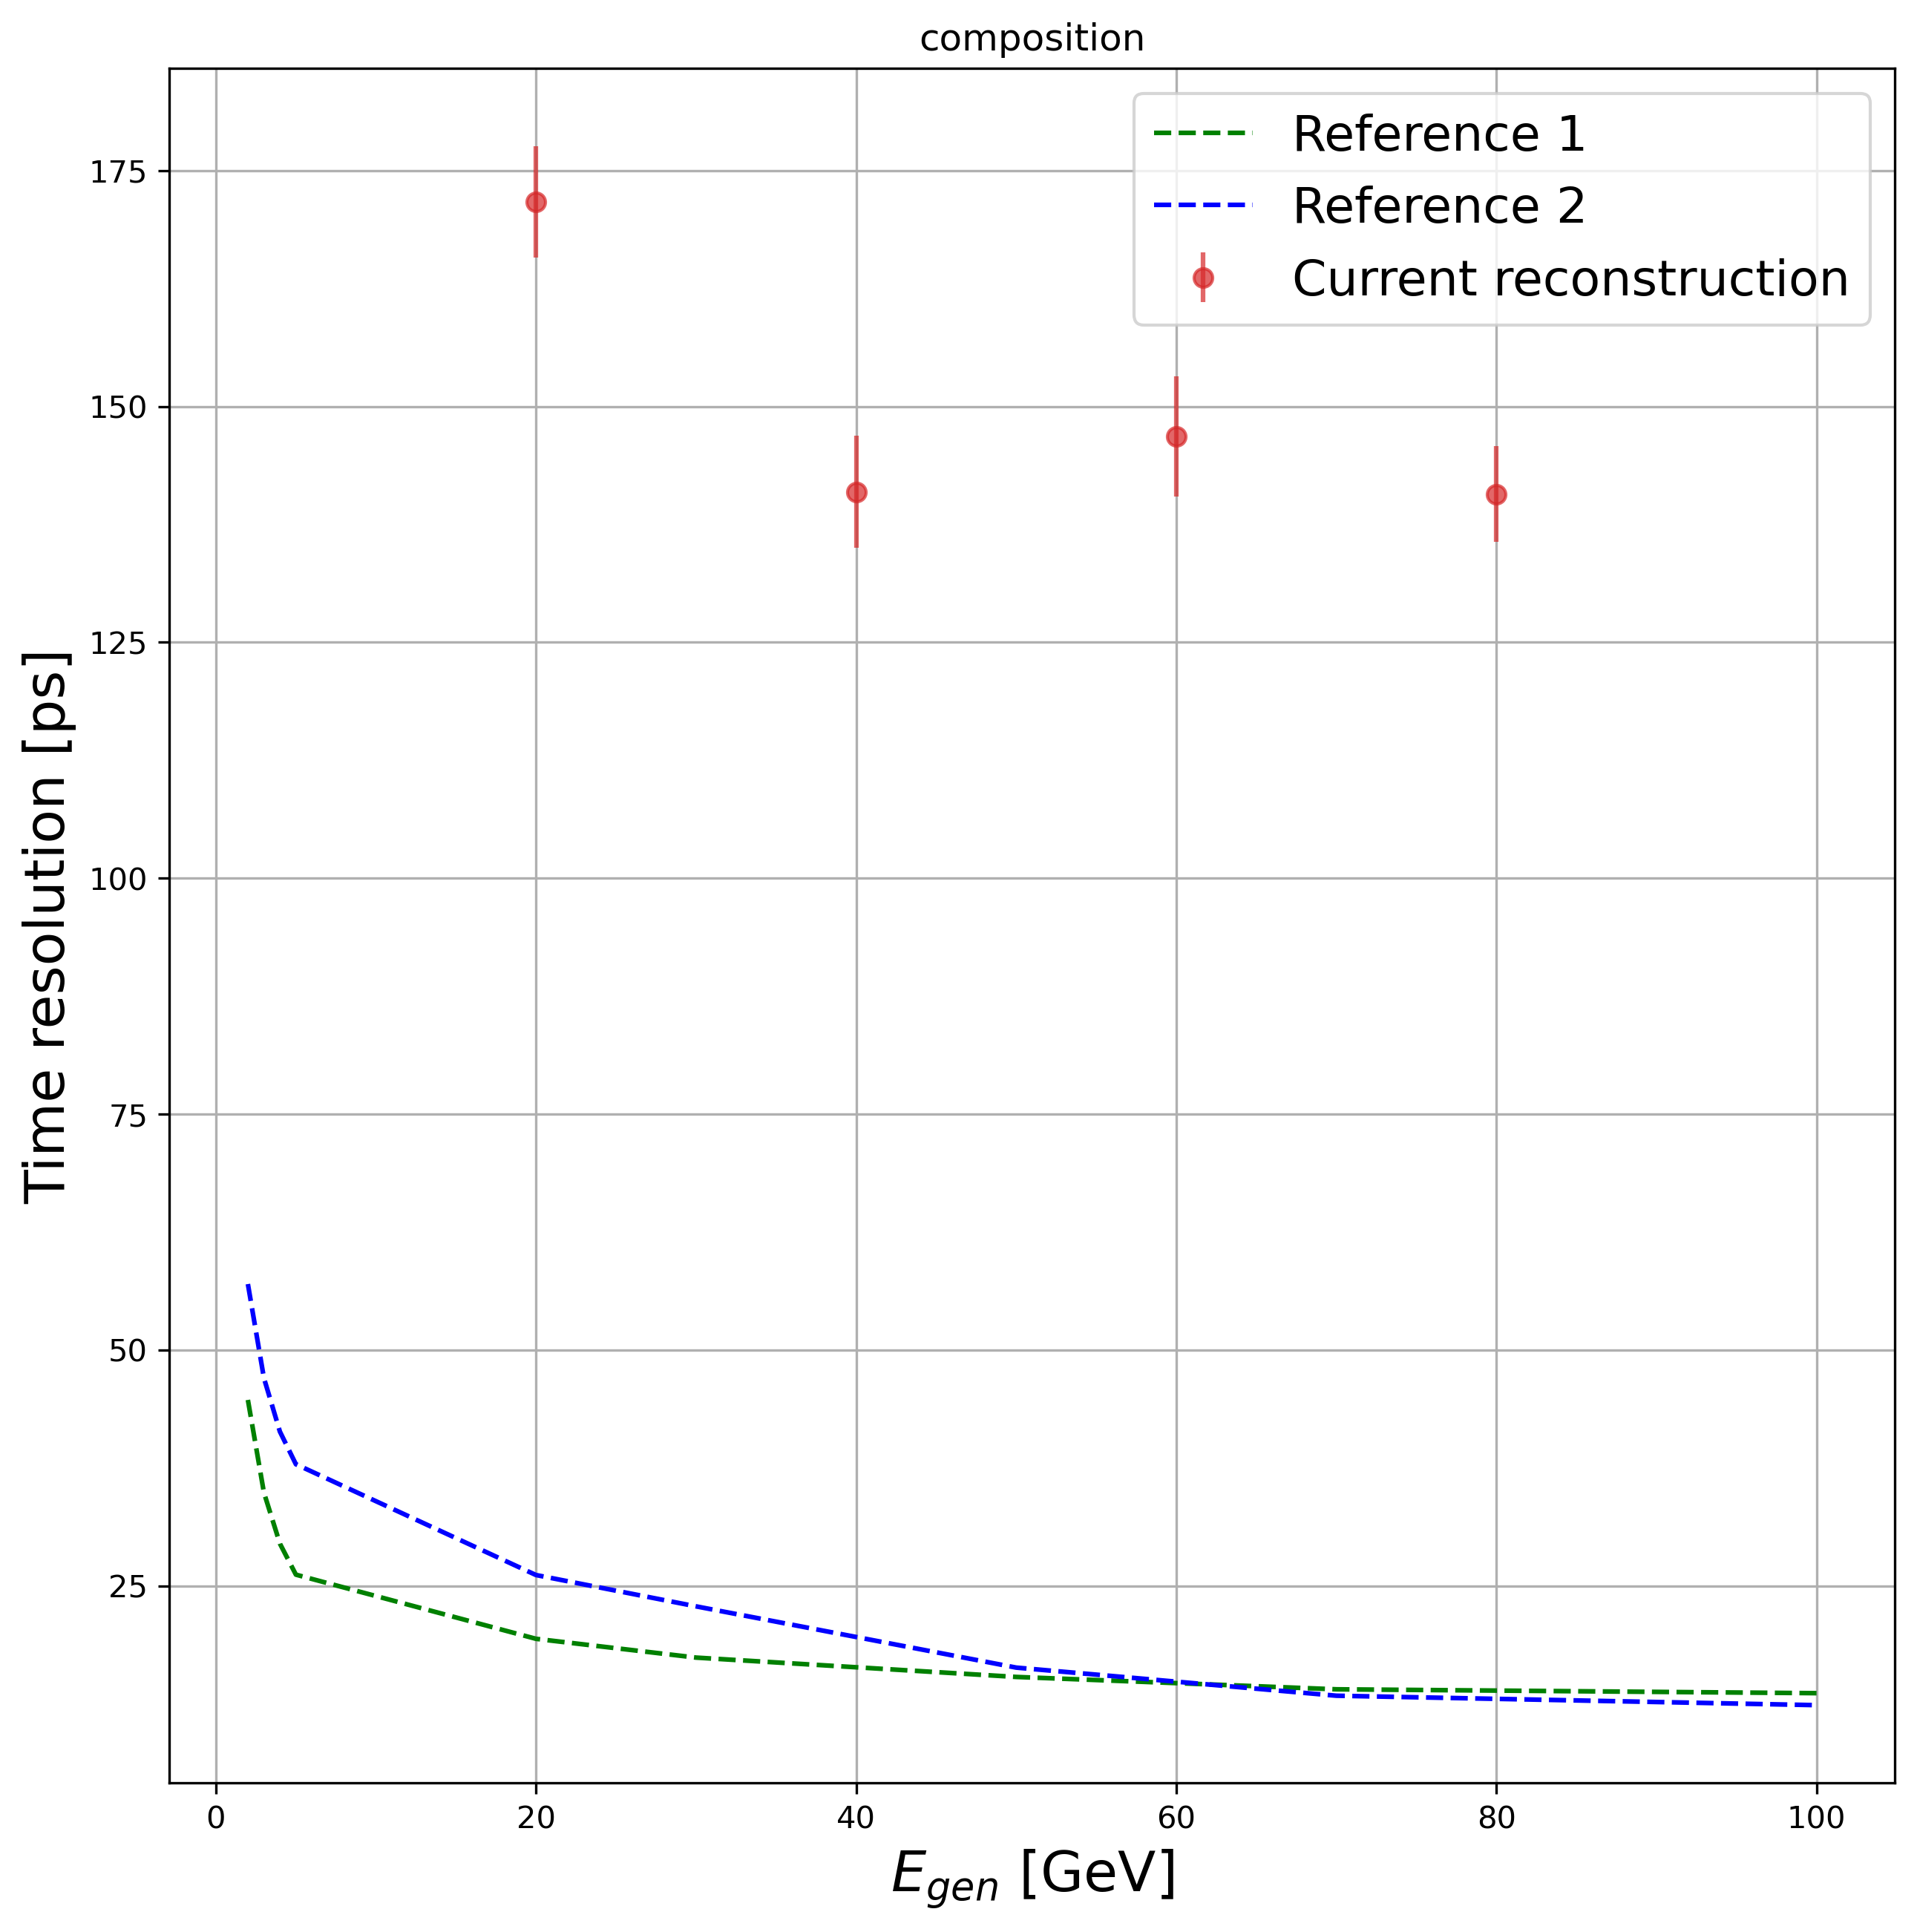 composition
Reference 1
Reference 2
Current reconstruction
Time resolution [ps]
175
150
125
100
75
50
25
0 20 40 60 80 100
E_gen [GeV]